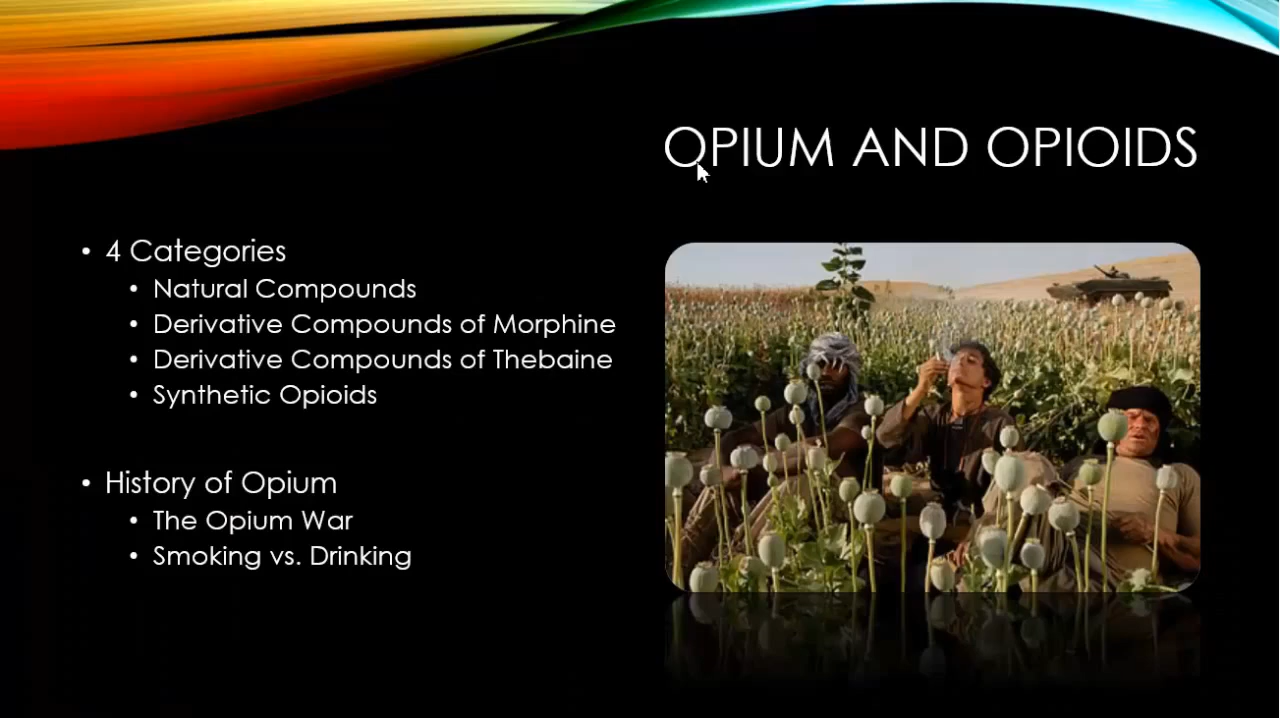 OPIUM AND OPIOIDS
• 4 Categories
• Natural Compounds
• Derivative Compounds of Morphine
• Derivative Compounds of Thebaine
• Synthetic Opioids
• History of Opium
• The Opium War
• Smoking vs. Drinking